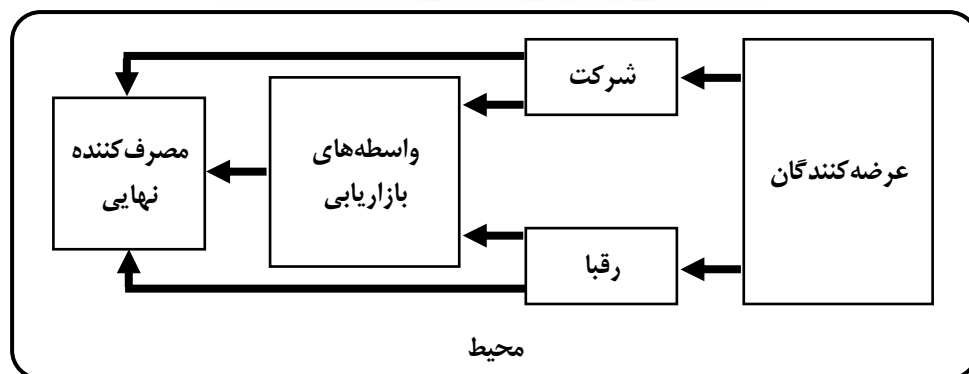 عرضه‌کنندگان
شرکت
رقبا
واسطه‌های
بازاریابی
مصرف‌کننده
نهایی
محیط